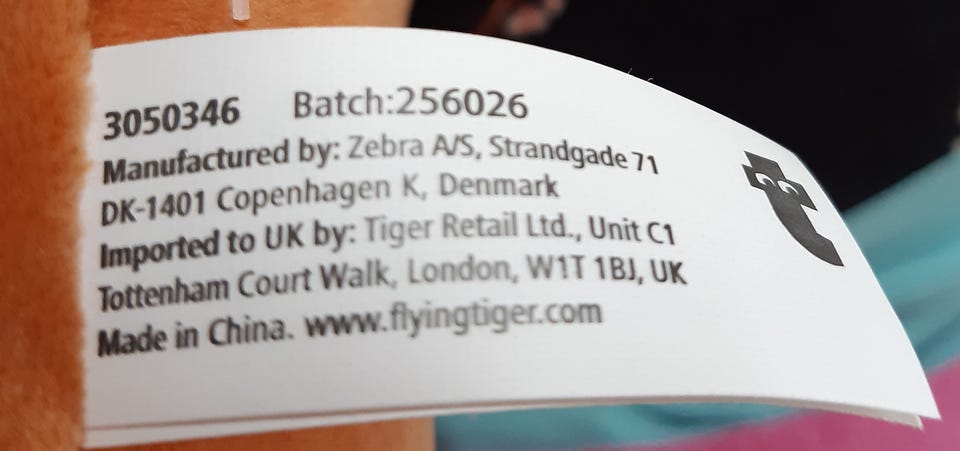 3050346 Batch:256026
Manufactured by: Zebra A/S, Strandgade 71
DK-1401 Copenhagen K, Denmark
Imported to UK by: Tiger Retail Ltd., Unit C1
Tottenham Court Walk, London, W1T 1BJ, UK
Made in China. www.flyingtiger.com